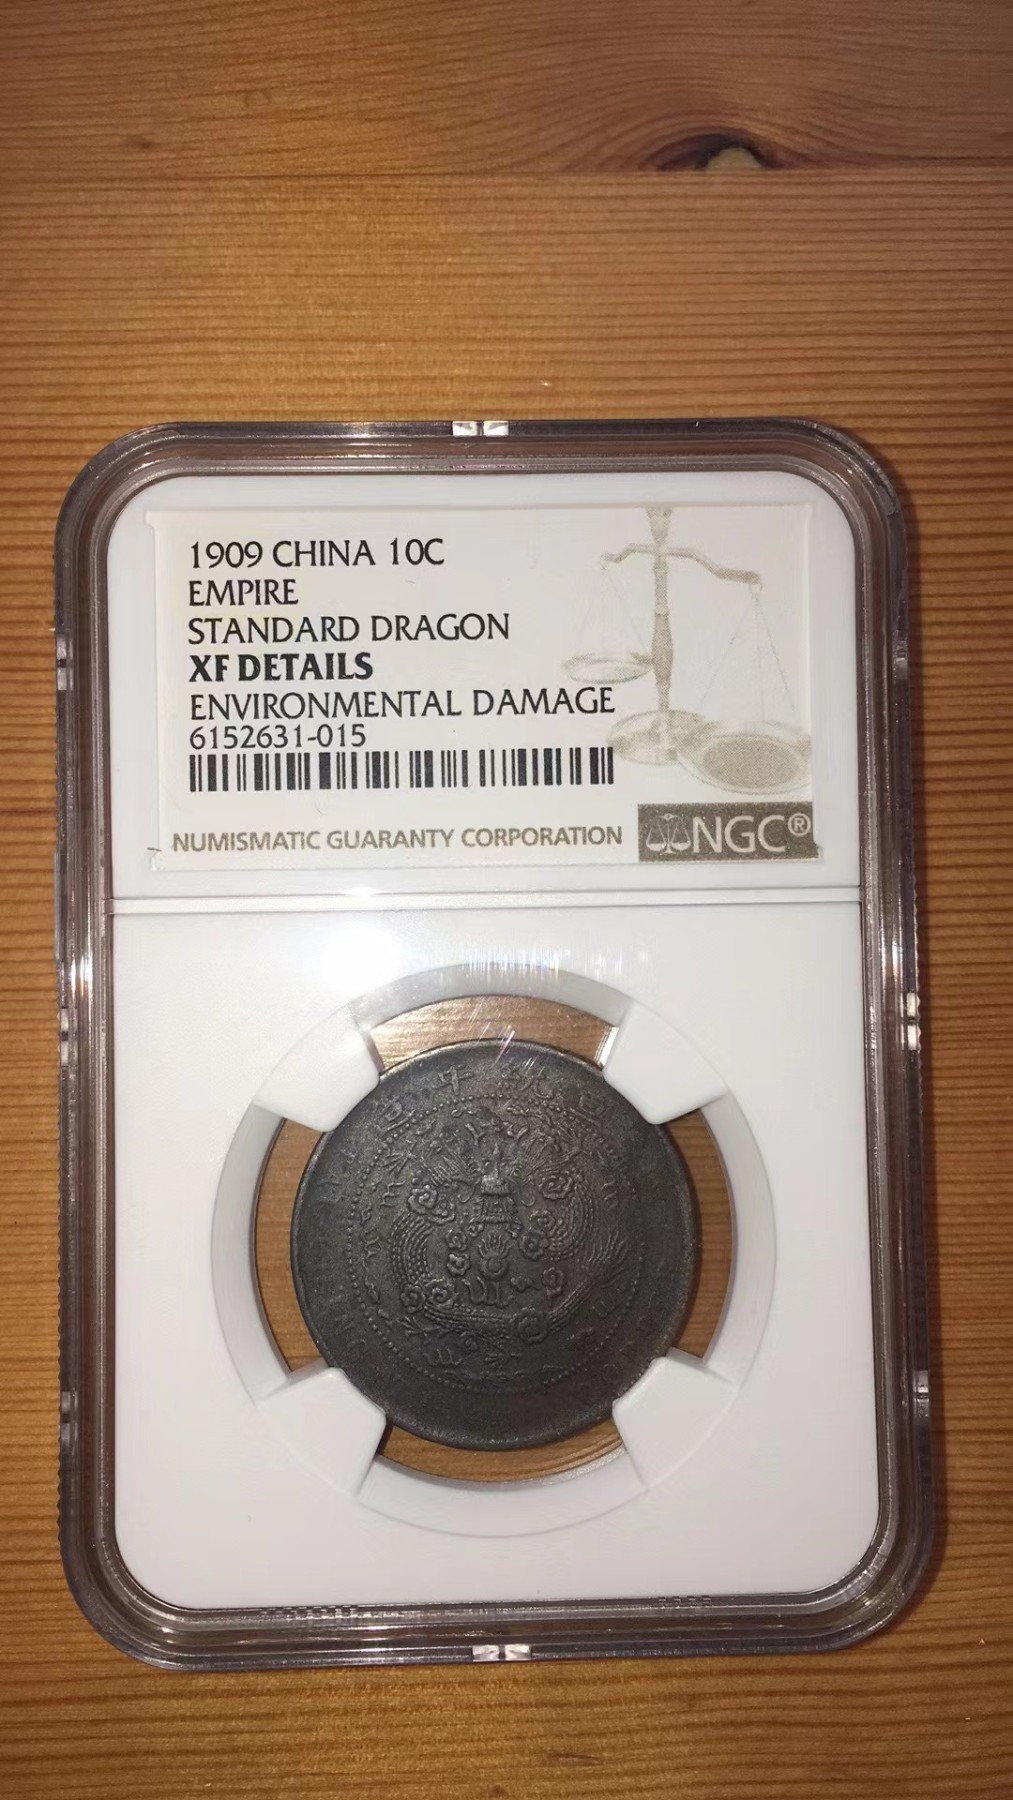 1909 CHINA 10C
EMPIRE
STANDARD DRAGON
XF DETAILS
ENVIRONMENTAL DAMAGE
6152631-015
NUMISMATIC GUARANTY CORPORATION
NGC®